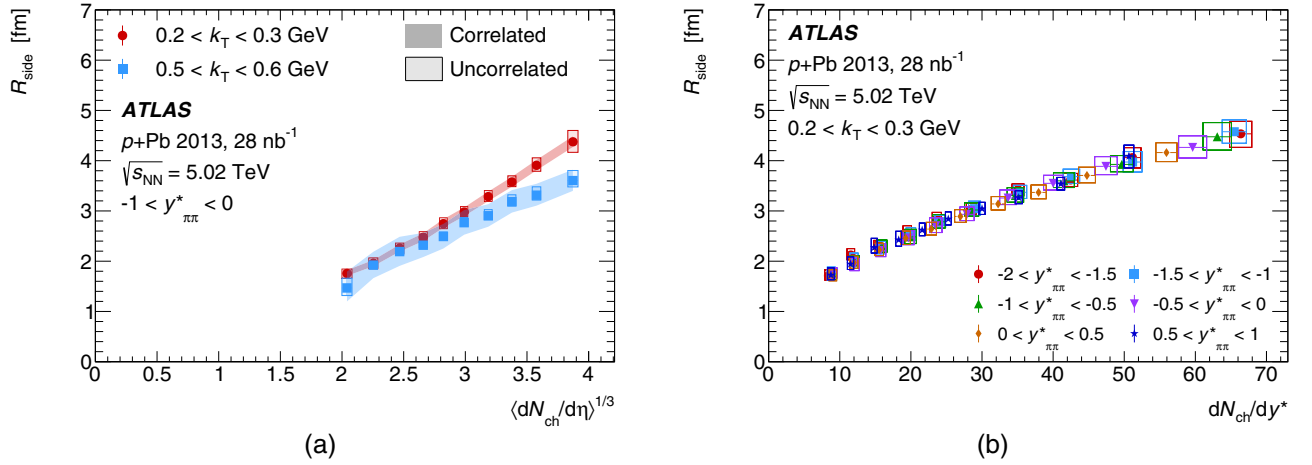 R_side [fm]
7
6
5
4
3
2
1
0
0 0.5 1 1.5 2 2.5 3 3.5 4
⟨dN_ch/dη⟩^1/3
0.2 < k_T < 0.3 GeV
0.5 < k_T < 0.6 GeV
Correlated
Uncorrelated
ATLAS
p+Pb 2013, 28 nb^-1
√s_NN = 5.02 TeV
-1 < y*_ππ < 0
(a)
R_side [fm]
7
6
5
4
3
2
1
0
0 10 20 30 40 50 60 70
dN_ch/dy*
ATLAS
p+Pb 2013, 28 nb^-1
√s_NN = 5.02 TeV
0.2 < k_T < 0.3 GeV
-2 < y*_ππ < -1.5
-1.5 < y*_ππ < -1
-1 < y*_ππ < -0.5
-0.5 < y*_ππ < 0
0 < y*_ππ < 0.5
0.5 < y*_ππ < 1
(b)